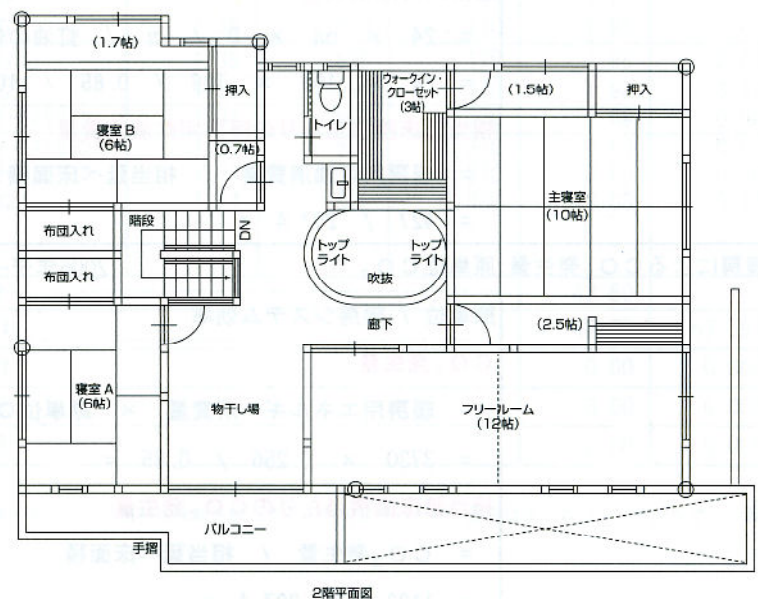 (1.7帖)
押入
ウォークイン・
クローゼット
(3帖)
(1.5帖)
押入
トイレ
寝室 B
(6帖)
(0.7帖)
主寝室
(10帖)
布団入れ
階段
DN
トップ
ライト
トップ
ライト
吹抜
布団入れ
廊下
(2.5帖)
寝室 A
(6帖)
物干し場
フリールーム
(12帖)
バルコニー
手摺
2階平面図